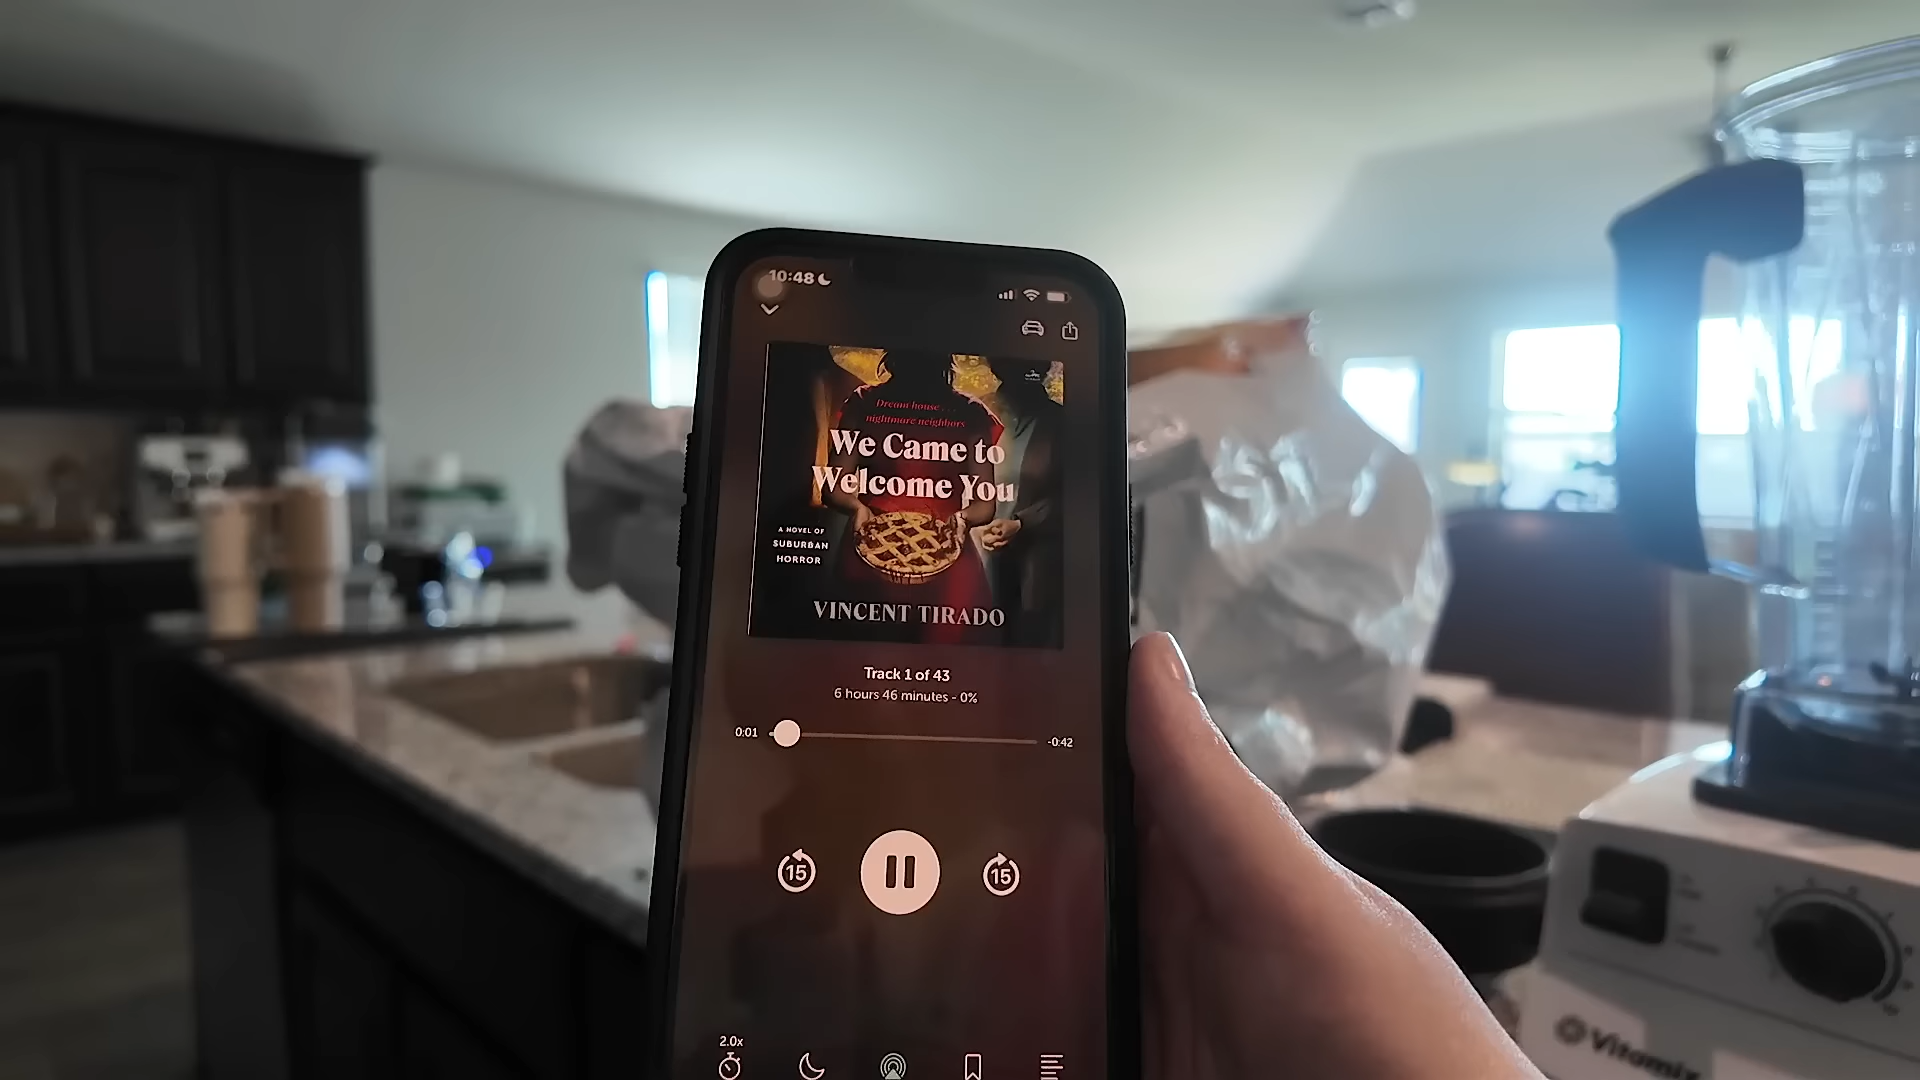 10:48
Dream house . . .
nightmare neighbors
We Came to
Welcome You
A NOVEL OF
SUBURBAN
HORROR
VINCENT TIRADO
Track 1 of 43
6 hours 46 minutes - 0%
0:01
-0:42
15
15
2.0x
Vitamix